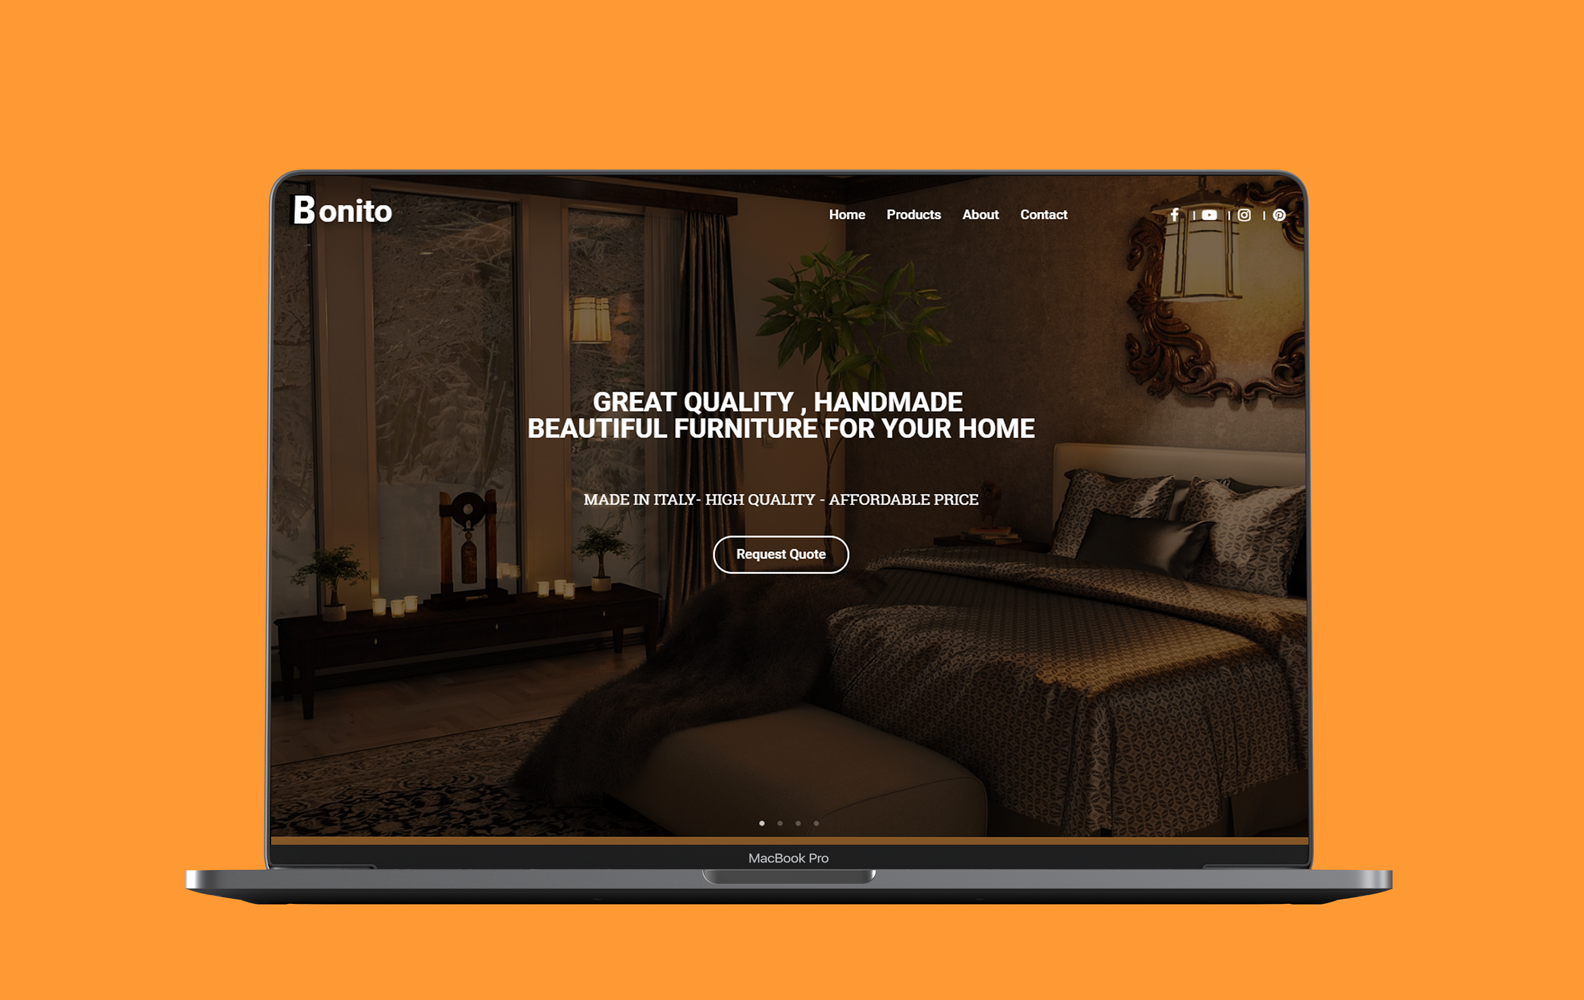 Bonito
Home Products About Contact
GREAT QUALITY , HANDMADE
BEAUTIFUL FURNITURE FOR YOUR HOME
MADE IN ITALY- HIGH QUALITY - AFFORDABLE PRICE
Request Quote
MacBook Pro